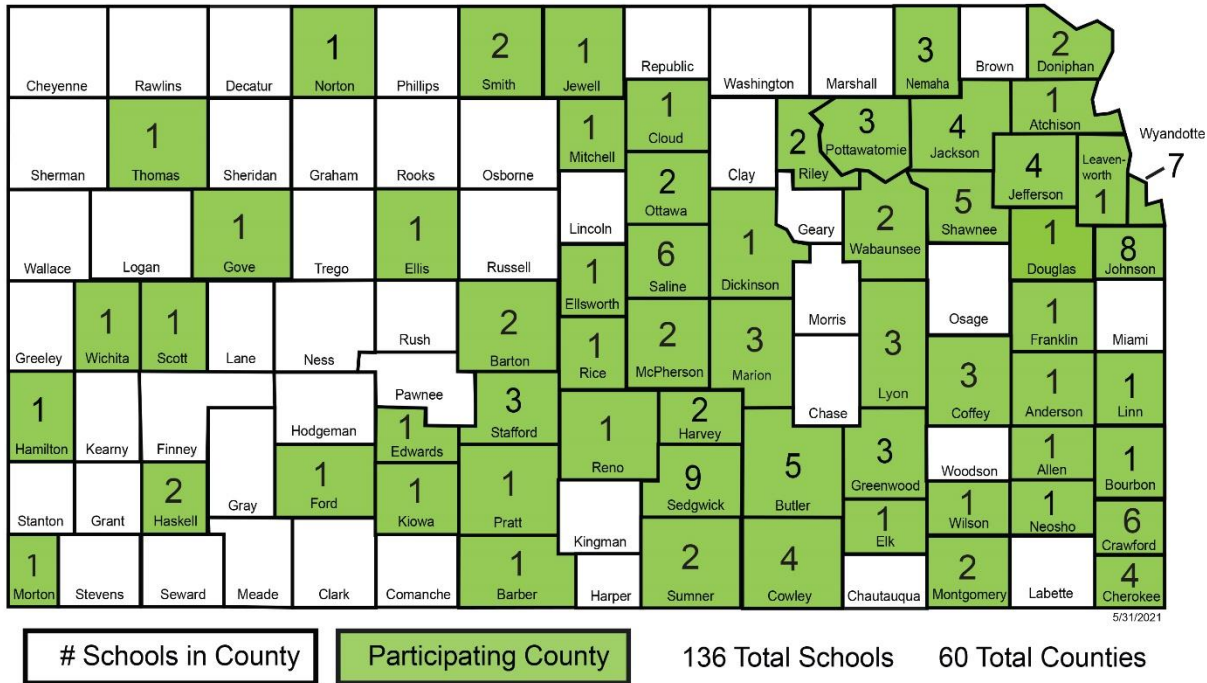 1 2 1 3 2
Cheyenne Rawlins Decatur Norton Phillips Smith Jewell Republic Washington Marshall Nemaha Brown Doniphan
1 1 1 2 3 4 1
Sherman Thomas Sheridan Graham Rooks Osborne Mitchell Cloud Clay Riley Pottawatomie Jackson Atchison Wyandotte
7
2 4 Leaven-
worth
1
Lincoln Ottawa Geary Jefferson
1 1 6 1 2 5 1 8
Wallace Logan Gove Trego Ellis Russell Saline Dickinson Wabaunsee Shawnee Douglas Johnson
1
Ellsworth
1 1 2 1 2 3 3 3 1
Greeley Wichita Scott Lane Ness Rush Barton Rice McPherson Marion Morris Lyon Osage Franklin Miami
1 3 3 1 1
Hamilton Kearny Finney Hodgeman Pawnee Stafford Chase Coffey Anderson Linn
1 1 2
Edwards Reno Harvey
2 1 1 1 9 5 3 1 1
Stanton Grant Haskell Gray Ford Kiowa Pratt Sedgwick Butler Greenwood Woodson Allen Bourbon
1 1 1 6
Kingman Elk Wilson Neosho Crawford
1 1 2 4 2 4
Morton Stevens Seward Meade Clark Comanche Barber Harper Sumner Cowley Chautauqua Montgomery Labette Cherokee
5/31/2021
# Schools in County Participating County 136 Total Schools 60 Total Counties